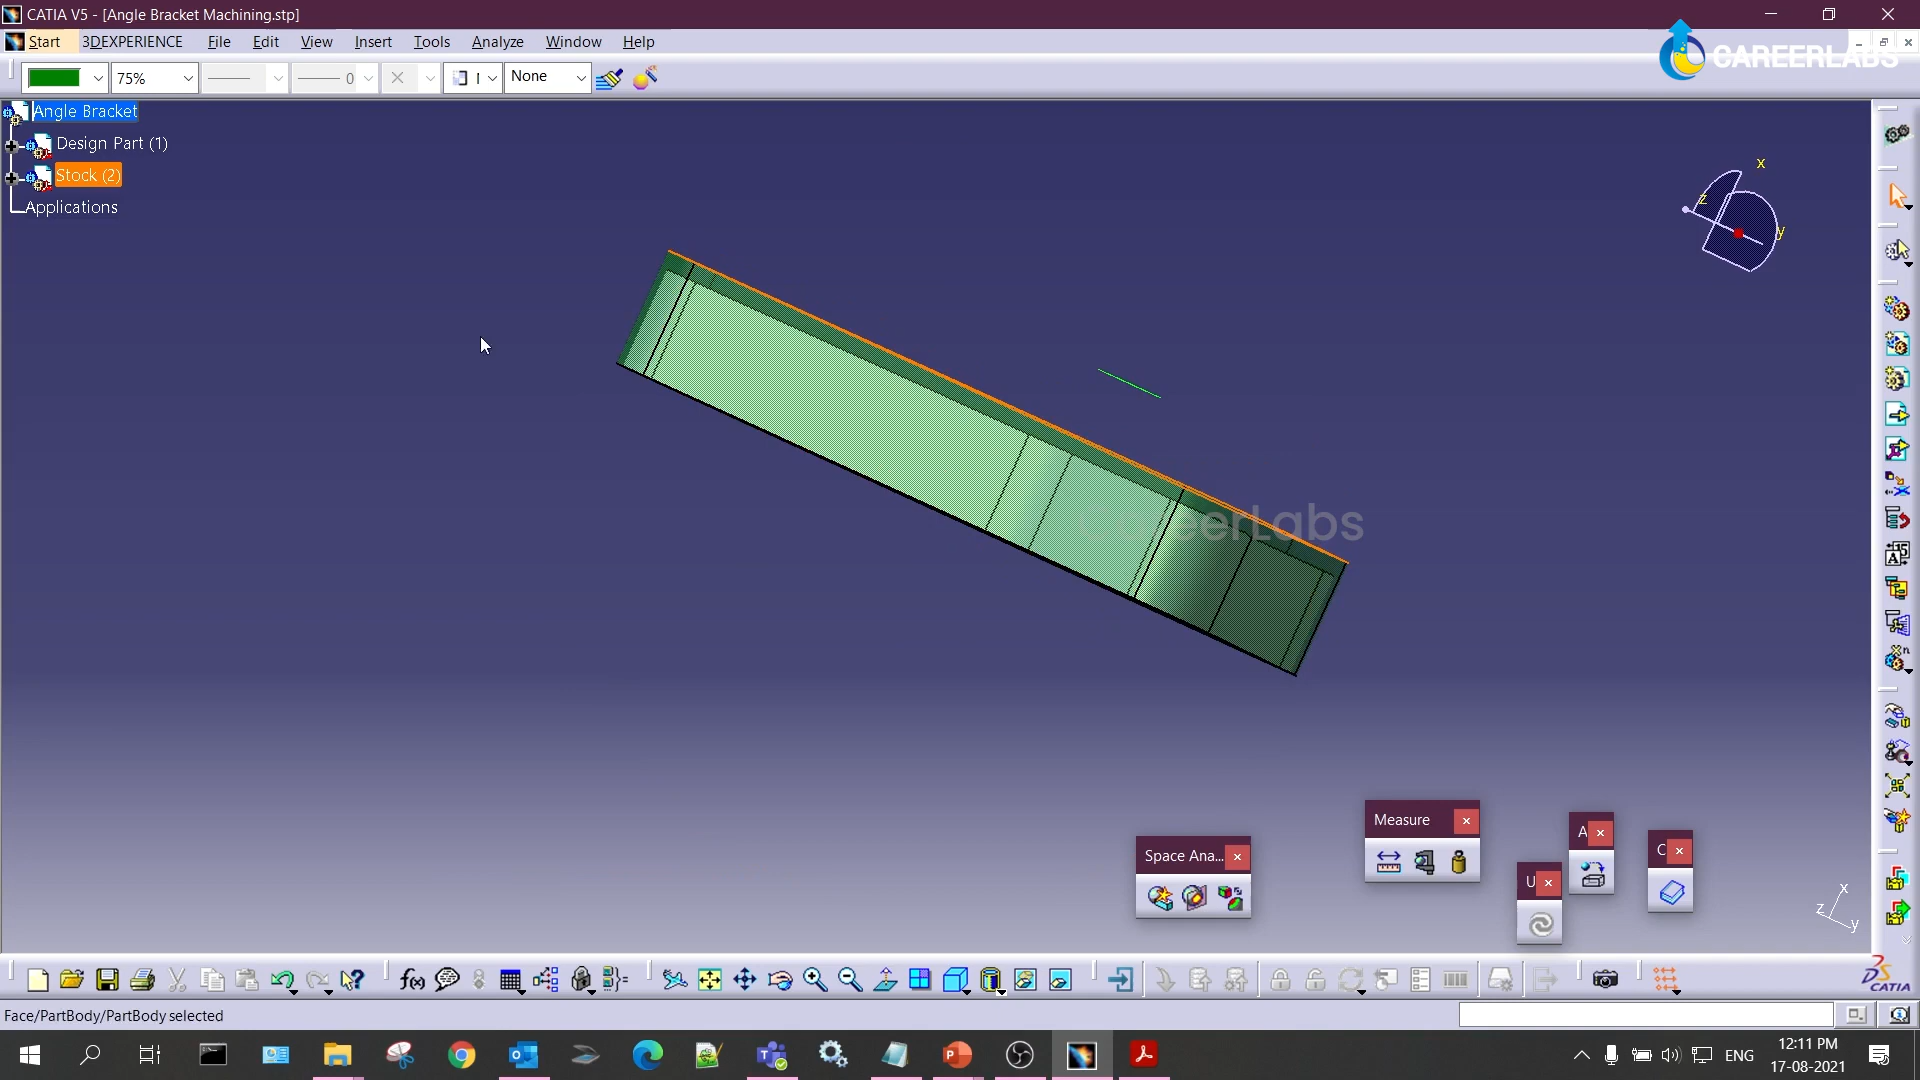 CATIA V5 - [Angle Bracket Machining.stp]
Start 3DEXPERIENCE File Edit View Insert Tools Analyze Window Help
CAREERLABS
75% 0 None
Angle Bracket
Design Part (1)
Stock (2)
Applications
x
z
y
CareerLabs
Measure
A
C
Space Ana...
U
x
z
y
CATIA
Face/PartBody/PartBody selected
ENG
12:11 PM
17-08-2021